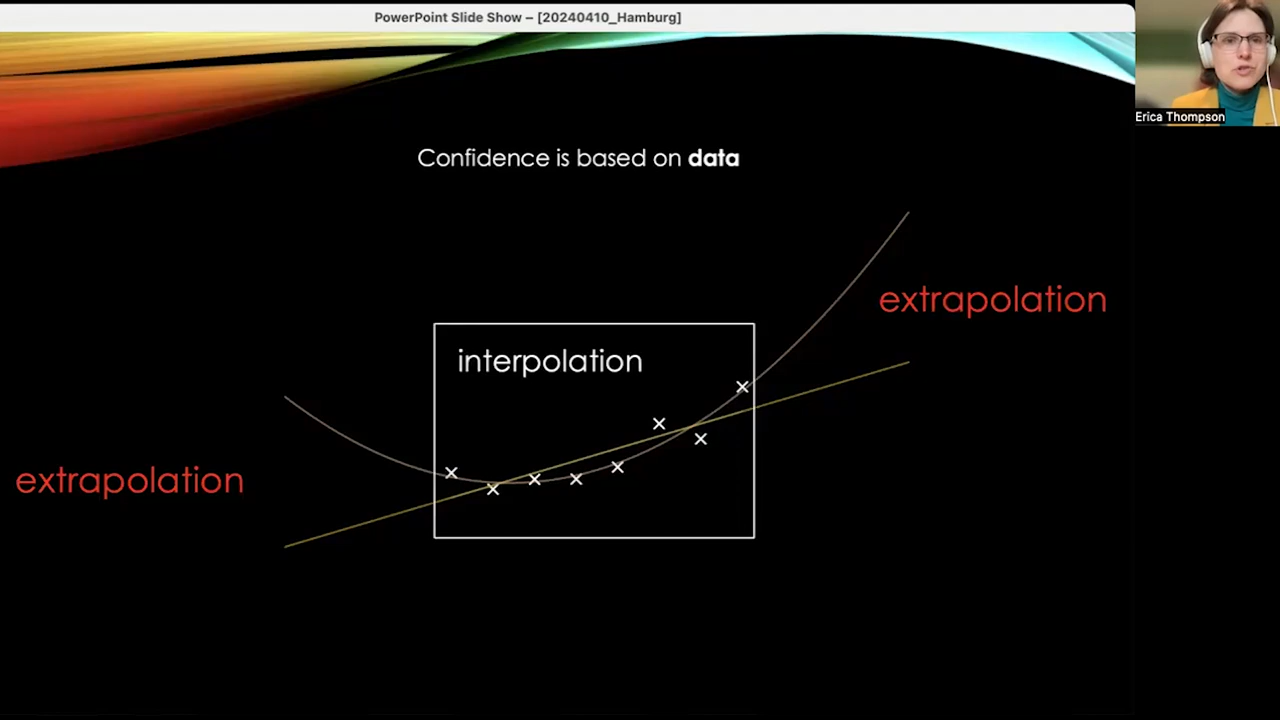 PowerPoint Slide Show – [20240410_Hamburg]
Erica Thompson
Confidence is based on data
extrapolation
interpolation
extrapolation